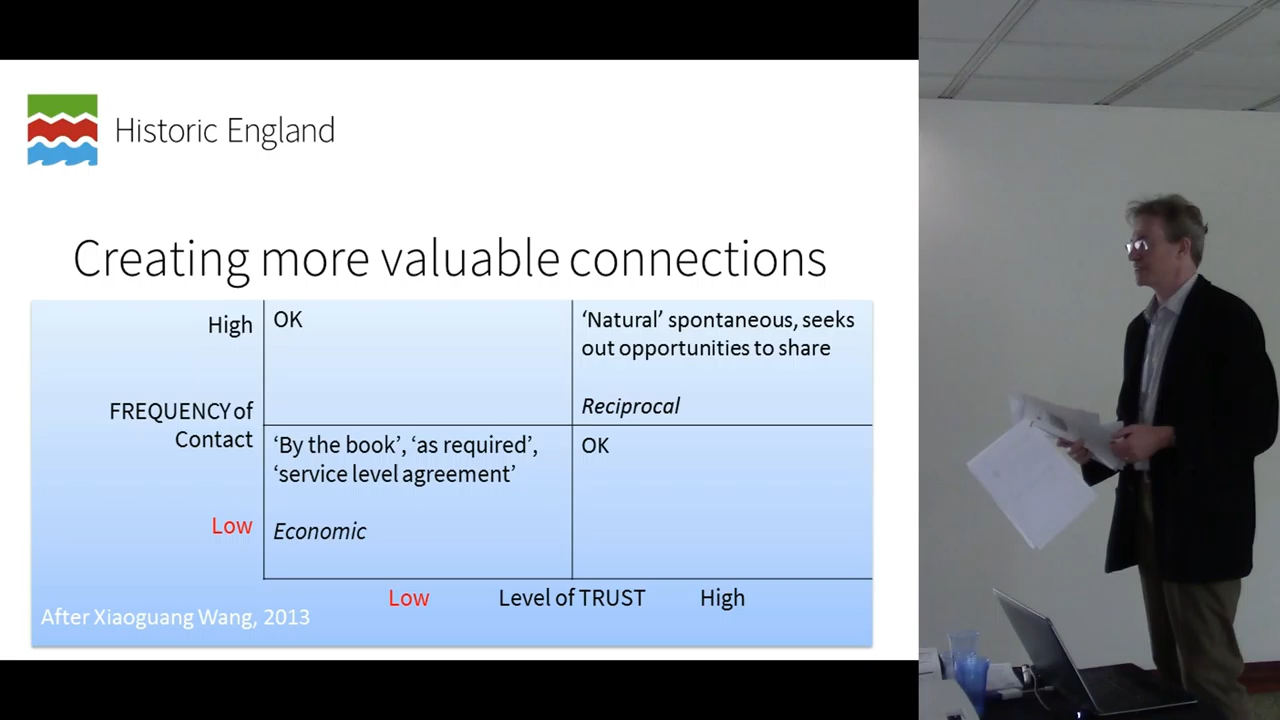 Historic England
Creating more valuable connections
High
OK
‘Natural’ spontaneous, seeks
out opportunities to share
Reciprocal
FREQUENCY of
Contact
‘By the book’, ‘as required’,
‘service level agreement’
OK
Low
Economic
Low
Level of TRUST
High
After Xiaoguang Wang, 2013